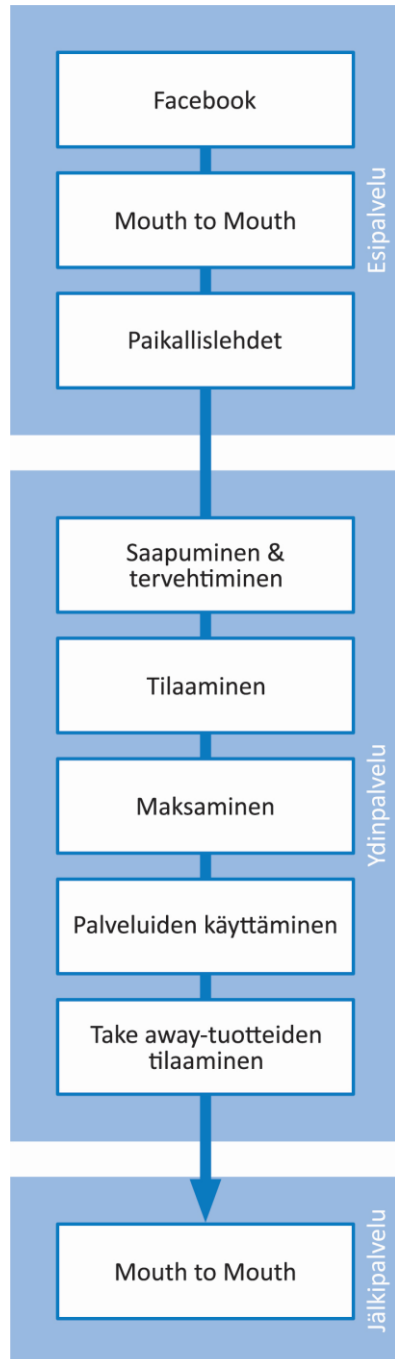 Facebook
Mouth to Mouth
Paikallislehdet
Esipalvelu
Saapuminen &
tervehtiminen
Tilaaminen
Maksaminen
Palveluiden käyttäminen
Take away-tuotteiden
tilaaminen
Ydinpalvelu
Mouth to Mouth
Jälkipalvelu